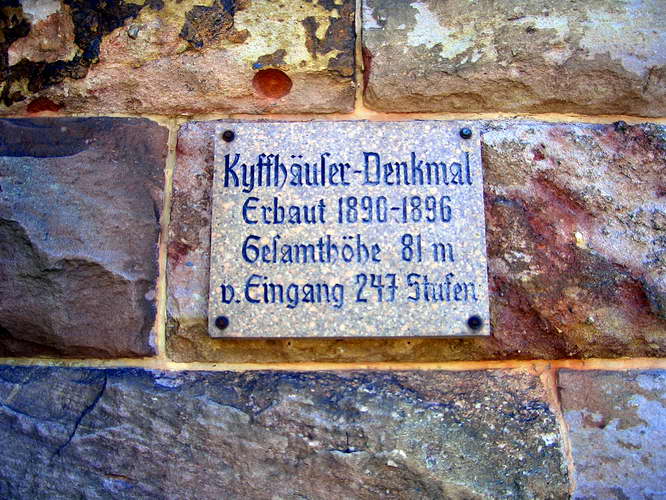 Kyffhäuſer-Denkmal
Erbaut 1890-1896
Geſamthöhe 81 m
v. Eingang 247 Stufen